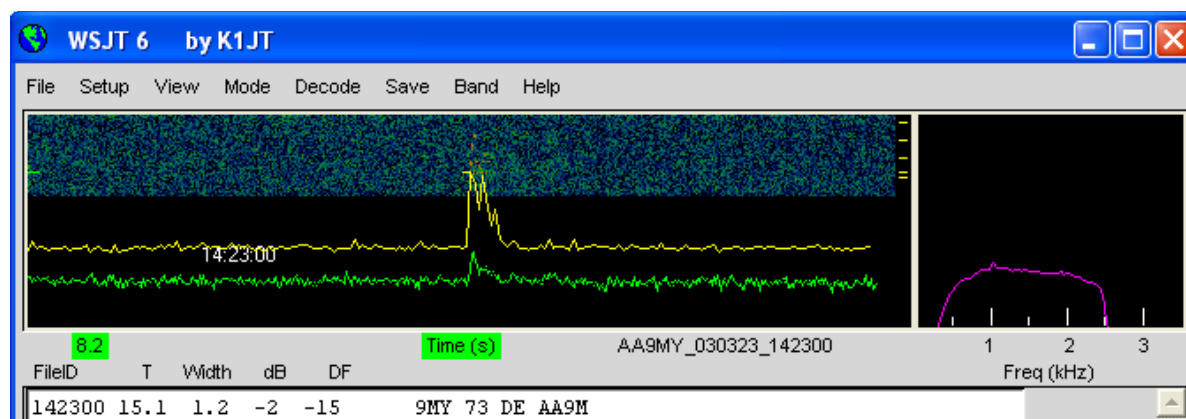 WSJT 6 by K1JT
File Setup View Mode Decode Save Band Help
14:23:00
8.2 Time (s) AA9MY_030323_142300 1 2 3
FileID T Width dB DF Freq (kHz)
142300 15.1 1.2 -2 -15 9MY 73 DE AA9M